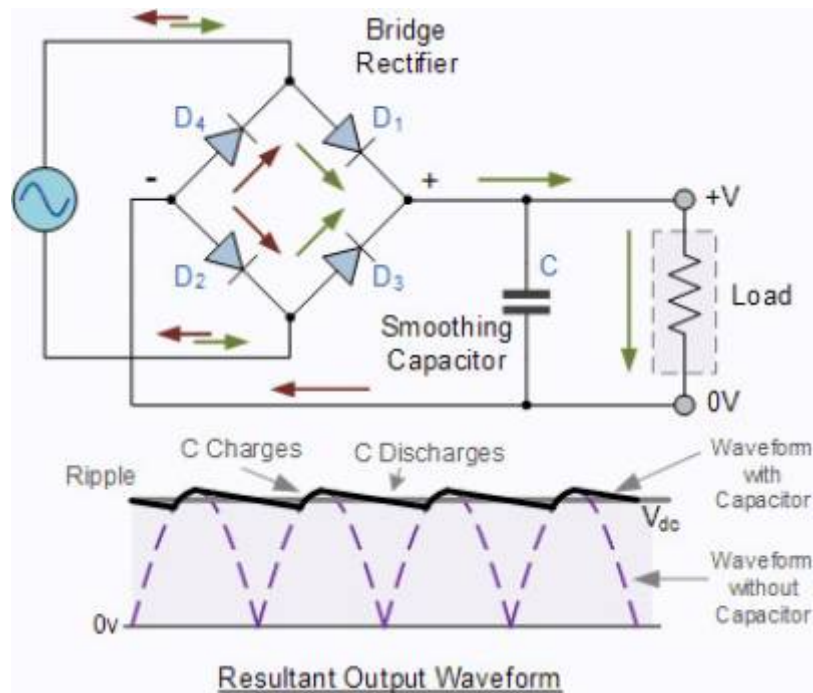 Bridge
Rectifier
D4
D1
-
+
D2
D3
C
+V
Load
Smoothing
Capacitor
0V
C Charges
C Discharges
Waveform
with
Capacitor
Ripple
Vdc
Waveform
without
Capacitor
0v
Resultant Output Waveform